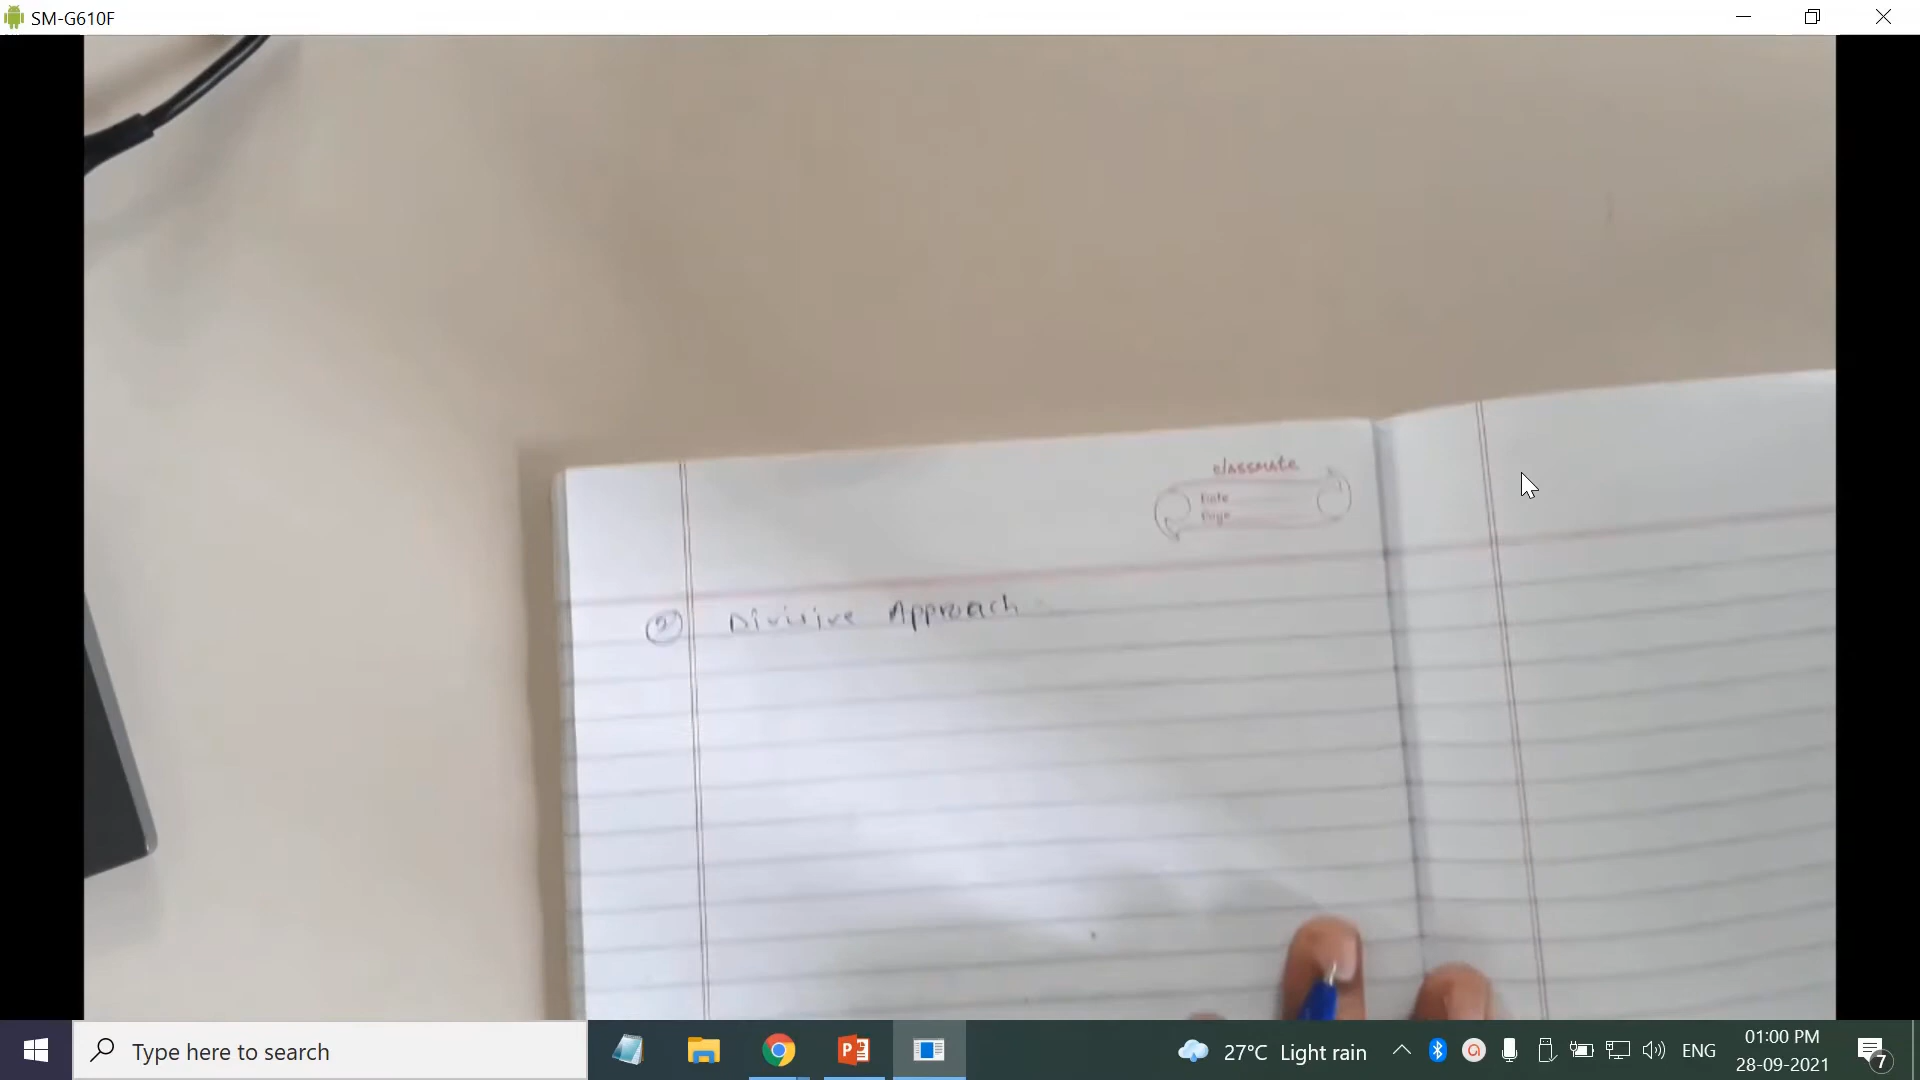 SM-G610F
classmate
Date
Page
2 Divisive Approach
Type here to search
27°C Light rain
ENG
01:00 PM
28-09-2021
7